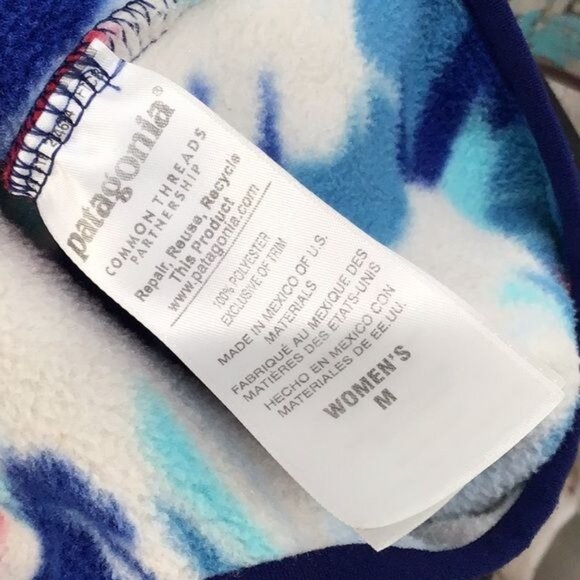 patagonia®
COMMON THREADS
PARTNERSHIP
Repair, Reuse, Recycle
This Product
www.patagonia.com
100% POLYESTER
EXCLUSIVE OF TRIM
MADE IN MEXICO OF U.S.
MATERIALS
FABRIQUÉ AU MEXIQUE DES
MATIÈRES DES ETATS-UNIS
HECHO EN MEXICO CON
MATERIALES DE EE.UU.
WOMEN'S
M